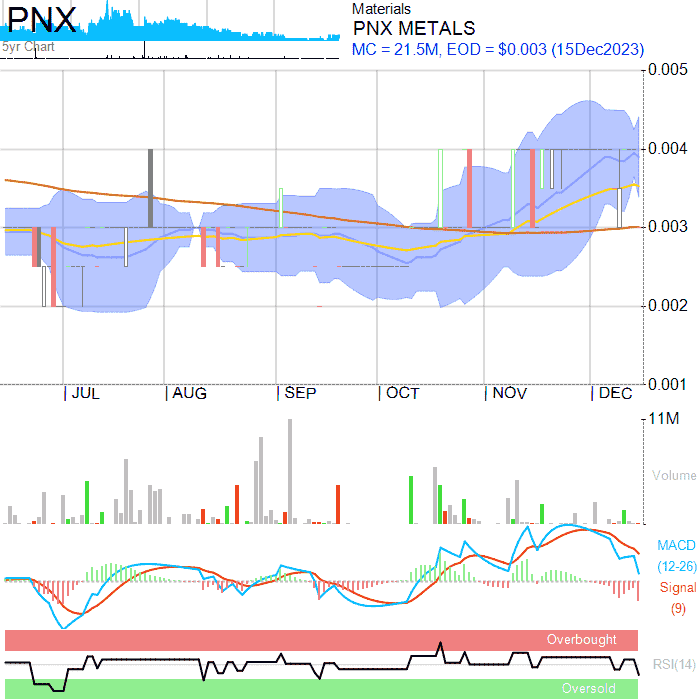 PNX
5yr Chart
Materials
PNX METALS
MC = 21.5M, EOD = $0.003 (15Dec2023)
0.005
0.004
0.003
0.002
0.001
JUL AUG SEP OCT NOV DEC
11M
Volume
MACD
(12-26)
Signal
(9)
Overbought
RSI(14)
Oversold